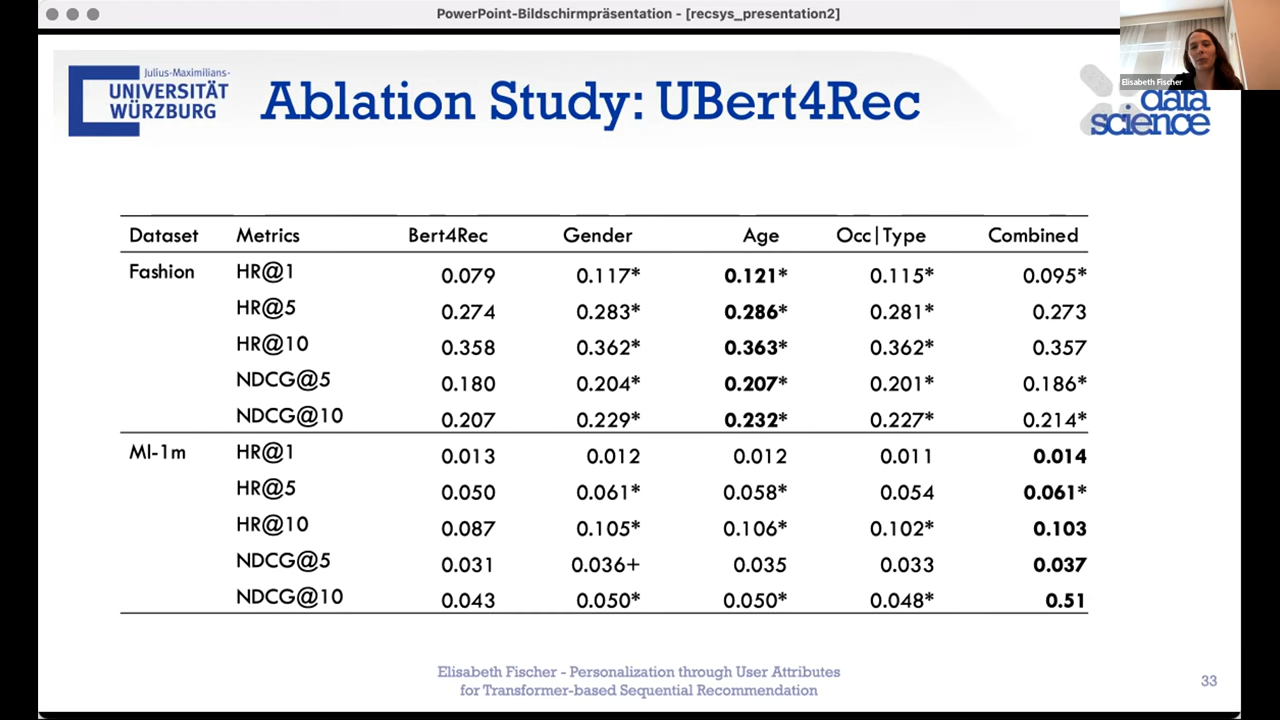 PowerPoint-Bildschirmpräsentation - [recsys_presentation2]
Elisabeth Fischer
Julius-Maximilians-
UNIVERSITÄT
WÜRZBURG
Ablation Study: UBert4Rec
data
science
Dataset Metrics Bert4Rec Gender Age Occ|Type Combined
Fashion HR@1 0.079 0.117* 0.121* 0.115* 0.095*
HR@5 0.274 0.283* 0.286* 0.281* 0.273
HR@10 0.358 0.362* 0.363* 0.362* 0.357
NDCG@5 0.180 0.204* 0.207* 0.201* 0.186*
NDCG@10 0.207 0.229* 0.232* 0.227* 0.214*
Ml-1m HR@1 0.013 0.012 0.012 0.011 0.014
HR@5 0.050 0.061* 0.058* 0.054 0.061*
HR@10 0.087 0.105* 0.106* 0.102* 0.103
NDCG@5 0.031 0.036+ 0.035 0.033 0.037
NDCG@10 0.043 0.050* 0.050* 0.048* 0.51
Elisabeth Fischer - Personalization through User Attributes
for Transformer-based Sequential Recommendation
33